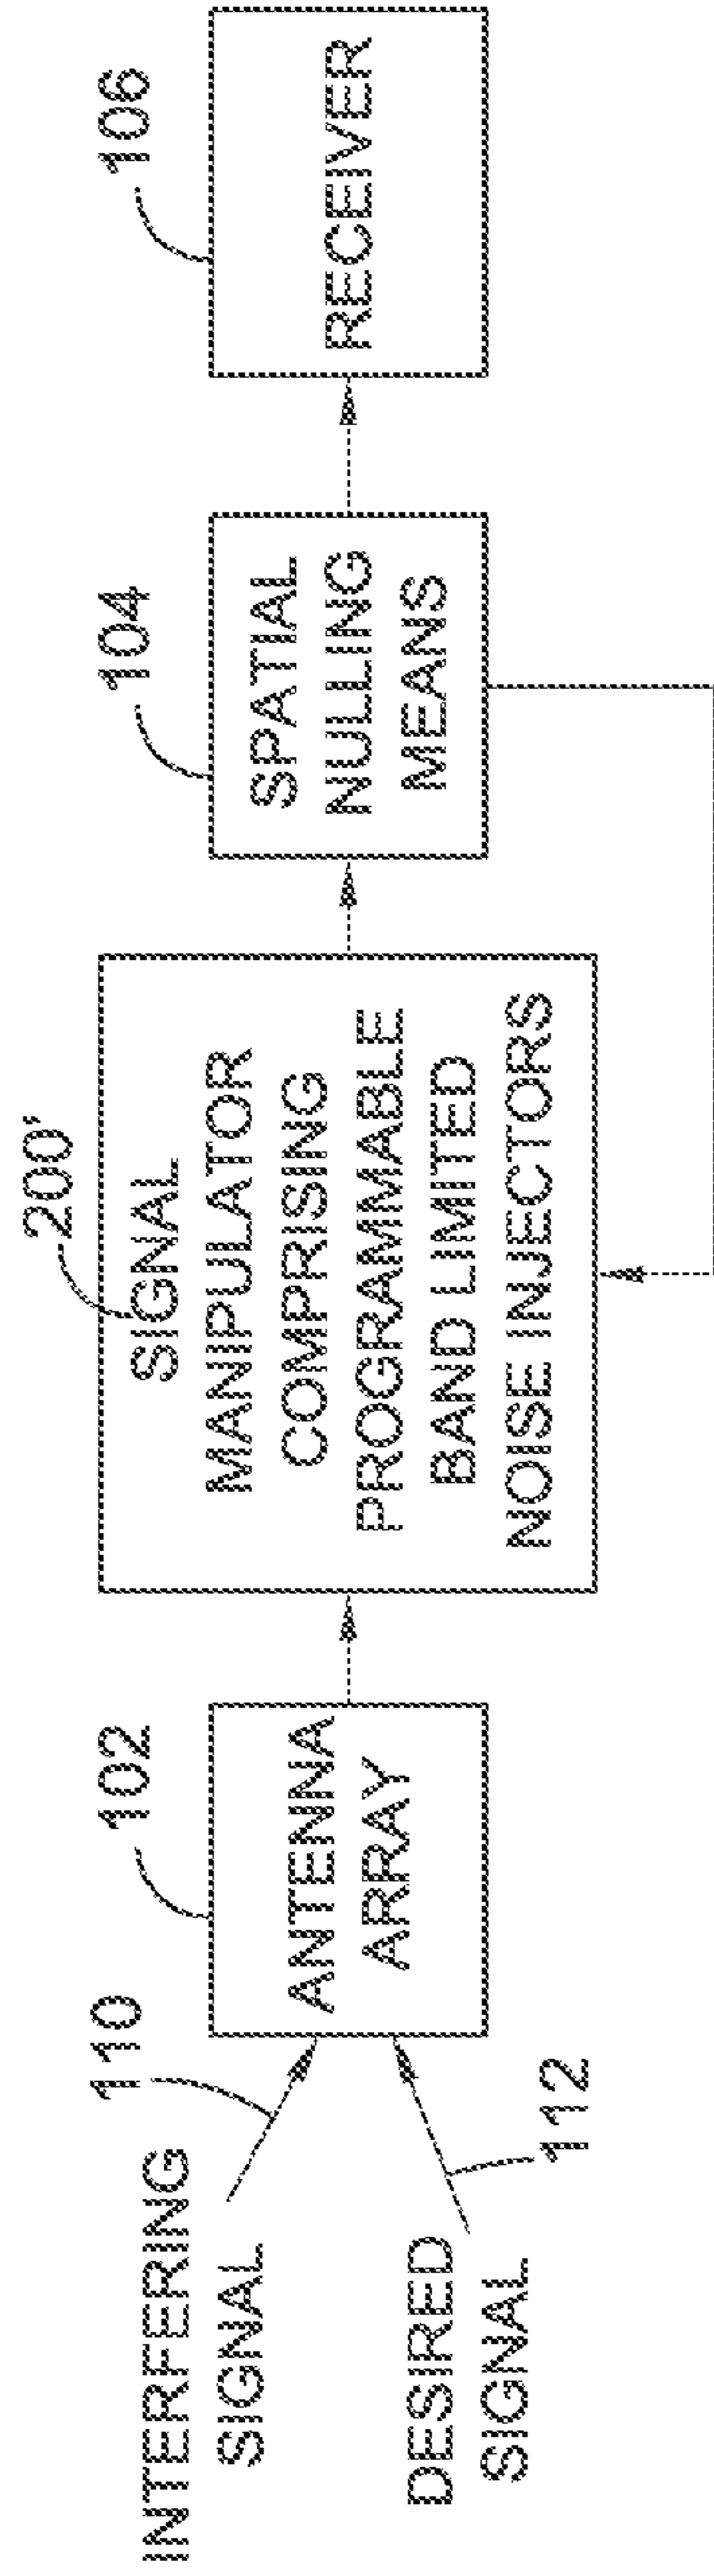 INTERFERING
SIGNAL
110
DESIRED
SIGNAL
112
102
ANTENNA
ARRAY
200'
SIGNAL
MANIPULATOR
COMPRISING
PROGRAMMABLE
BAND LIMITED
NOISE INJECTORS
104
SPATIAL
NULLING
MEANS
106
RECEIVER